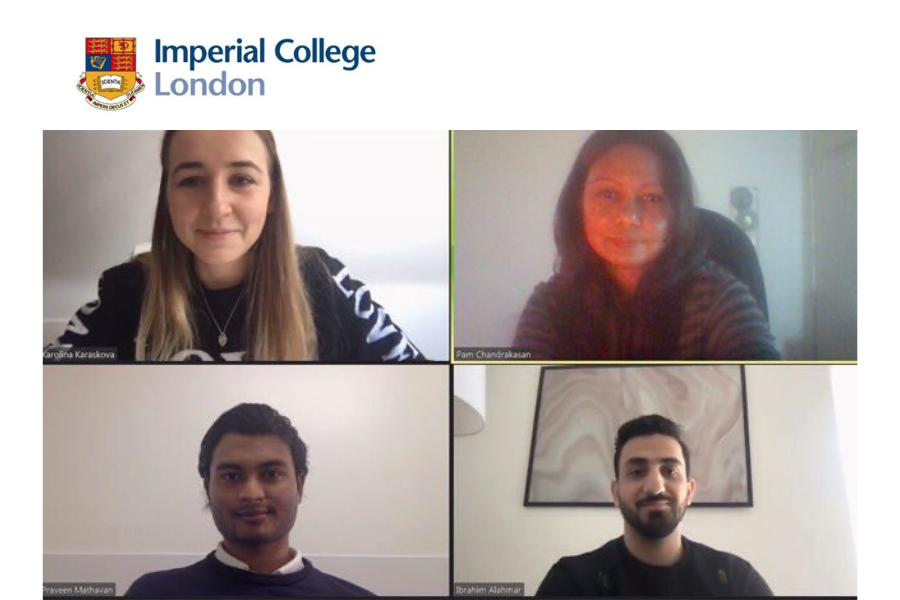 Imperial College
London
SCIENTIA
Karolina Karaskova
Pam Chandrakasan
Praveen Mathavan
Ibrahim Alahmar